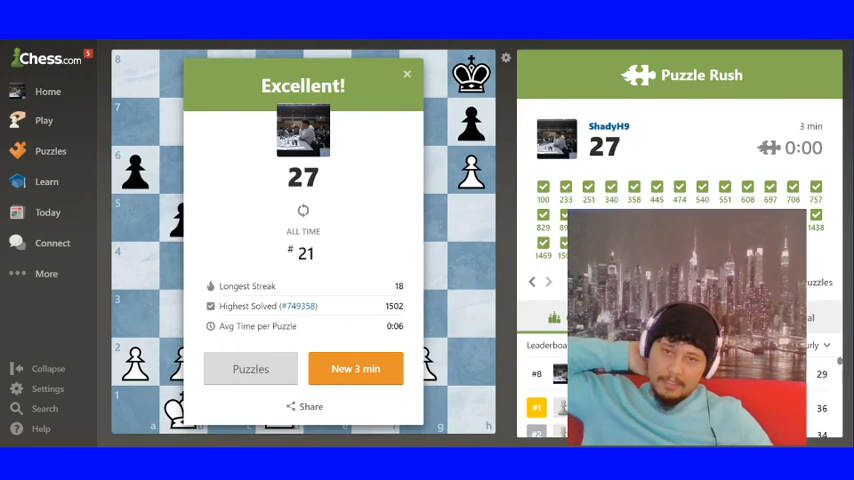 Chess.com
5
Home
Play
Puzzles
Learn
Today
Connect
More
Collapse
Settings
Search
Help
8
7
6
5
4
3
2
1
a
g
h
Excellent!
×
27
ALL TIME
# 21
Longest Streak 18
Highest Solved (#749358) 1502
Avg Time per Puzzle 0:06
Puzzles
New 3 min
Share
Puzzle Rush
ShadyH9
27
3 min
0:00
100 233 251 340 358 445 474 540 551 608 697 708 757
829 1438
1469
Leaderboa
#8 29
#1 36
34